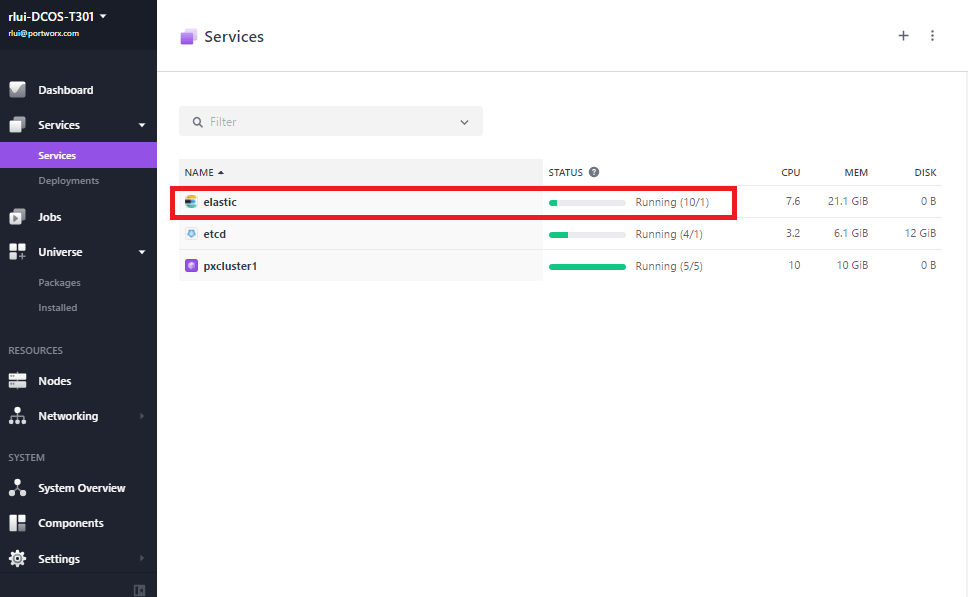 rlui-DCOS-T301
rlui@portworx.com
Dashboard
Services
Services
Deployments
Jobs
Universe
Packages
Installed
RESOURCES
Nodes
Networking
SYSTEM
System Overview
Components
Settings
Services
Filter
NAME STATUS ? CPU MEM DISK
elastic Running (10/1) 7.6 21.1 GiB 0 B
etcd Running (4/1) 3.2 6.1 GiB 12 GiB
pxcluster1 Running (5/5) 10 10 GiB 0 B